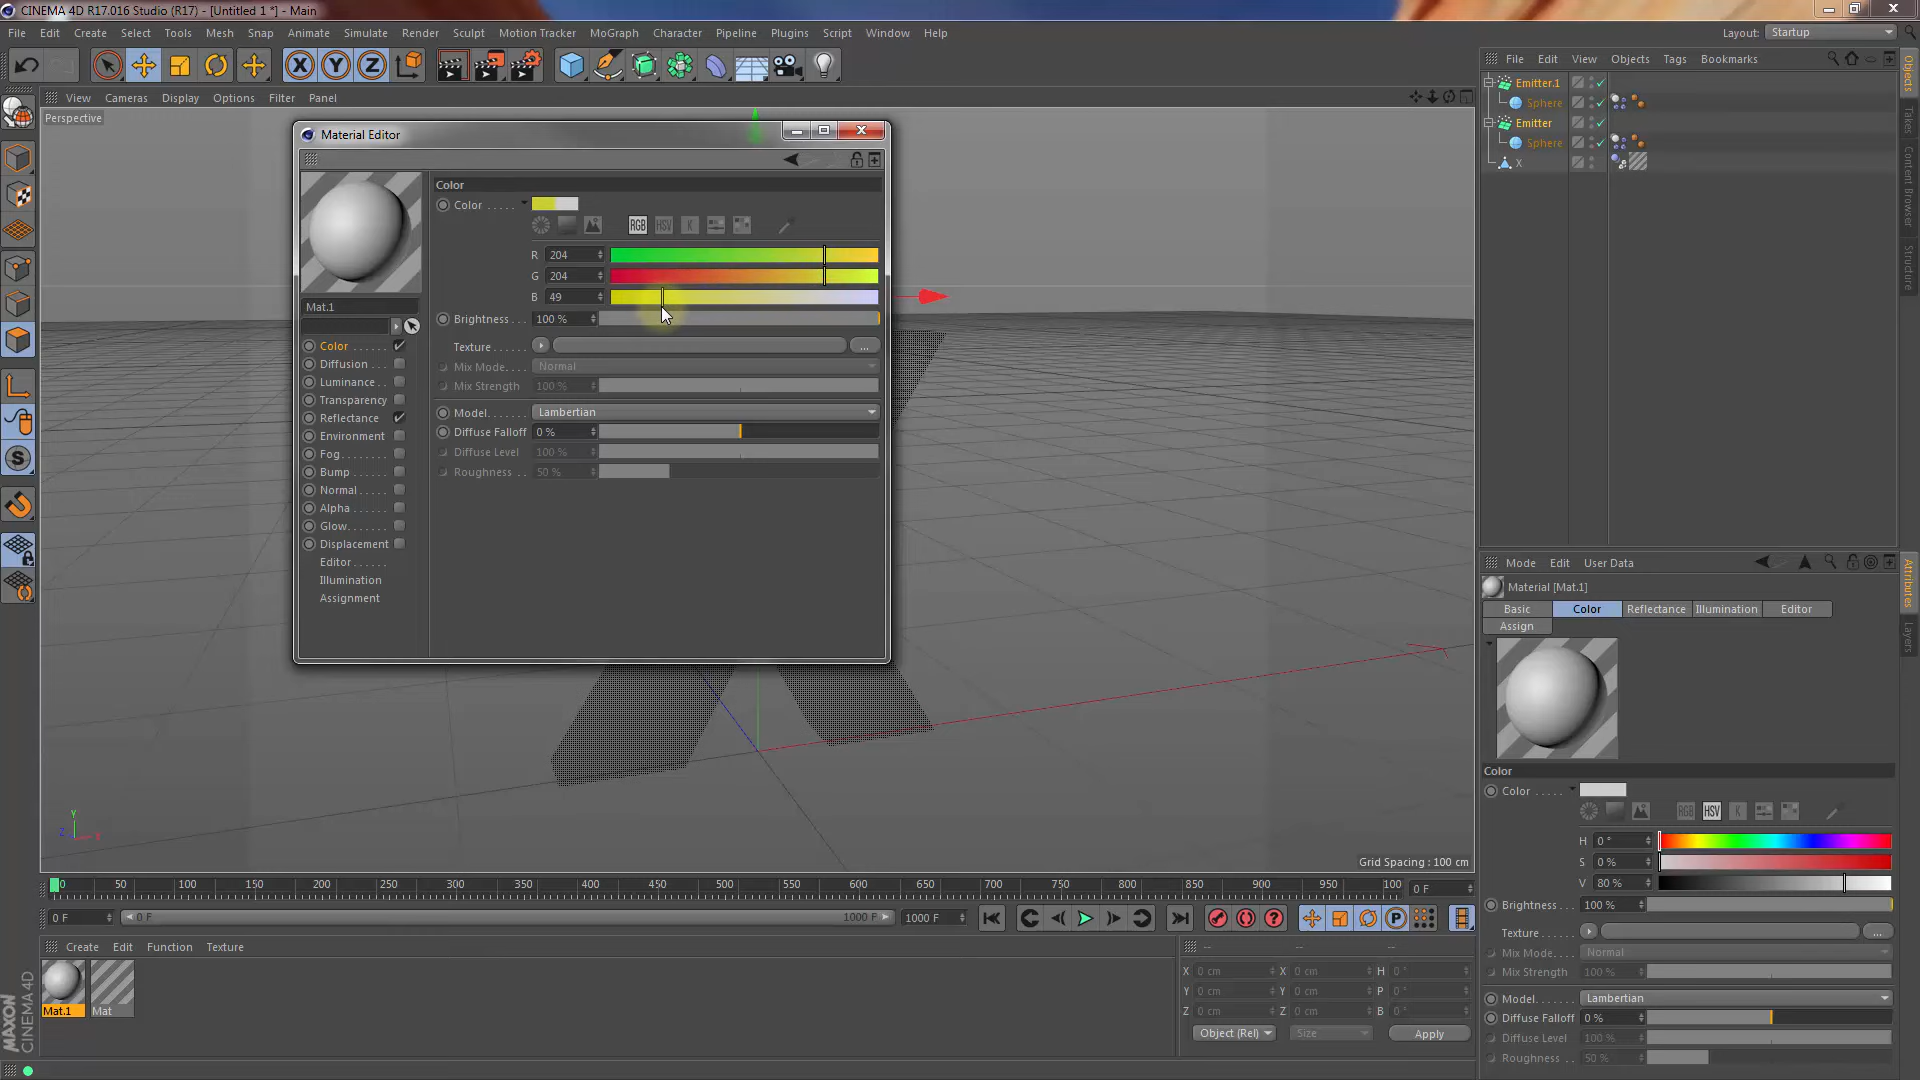 CINEMA 4D R17.016 Studio (R17) - [Untitled 1 *] - Main
File Edit Create Select Tools Mesh Snap Animate Simulate Render Sculpt Motion Tracker MoGraph Character Pipeline Plugins Script Window Help
Layout: Startup
X Y Z
File Edit View Objects Tags Bookmarks
View Cameras Display Options Filter Panel
Perspective
Emitter.1
Sphere
Emitter
Sphere
X
Objects
Takes
Content Browser
Structure
Material Editor
Color
Color
RGB HSV K
R 204
G 204
B 49
Brightness . . . 100 %
Texture
Mix Mode. . . . Normal
Mix Strength 100 %
Model. Lambertian
Diffuse Falloff 0 %
Diffuse Level 100 %
Roughness . . 50 %
Mat.1
Color
Diffusion
Luminance
Transparency
Reflectance
Environment
Fog
Bump
Normal
Alpha
Glow
Displacement
Editor
Illumination
Assignment
Mode Edit User Data
Material [Mat.1]
Basic Color Reflectance Illumination Editor
Assign
Attributes
Layers
Color
Color
RGB HSV K
H 0 °
S 0 %
V 80 %
Brightness . . . 100 %
Texture
Mix Mode. . . . Normal
Mix Strength 100 %
Model. Lambertian
Diffuse Falloff 0 %
Diffuse Level 100 %
Roughness . . 50 %
Y
Z X
Grid Spacing : 100 cm
0 50 100 150 200 250 300 350 400 450 500 550 600 650 700 750 800 850 900 950 100 0 F
0 F 0 F 1000 F 1000 F
Create Edit Function Texture
Mat.1 Mat
-- -- --
X 0 cm X 0 cm H 0 °
Y 0 cm Y 0 cm P 0 °
Z 0 cm Z 0 cm B 0 °
Object (Rel) Size Apply
MAXON
CINEMA 4D